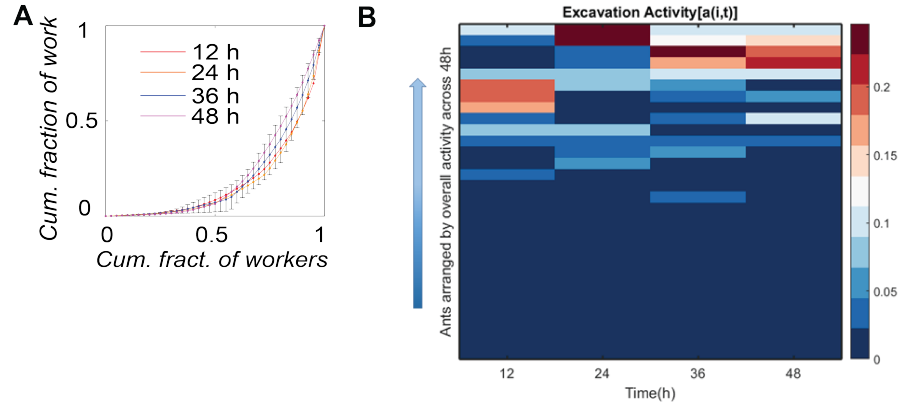 A
Cum. fraction of work
1
0.5
0
12 h
24 h
36 h
48 h
0
0.5
1
Cum. fract. of workers
B
Excavation Activity[a(i,t)]
Ants arranged by overall activity across 48h
12
24
36
48
Time(h)
0.2
0.15
0.1
0.05
0